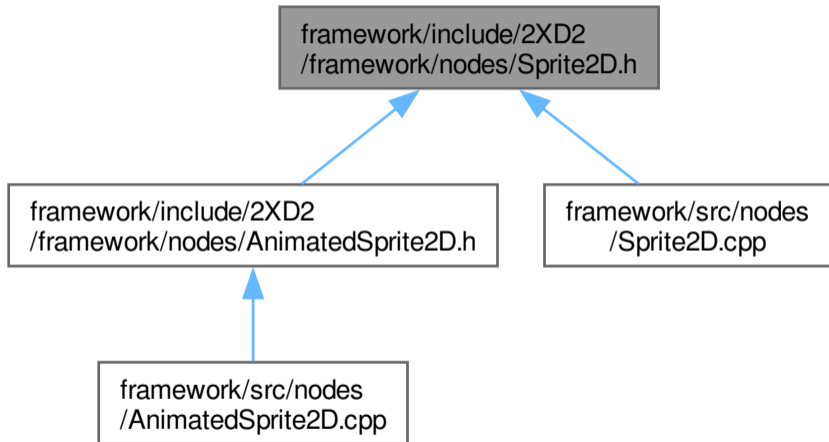 framework/include/2XD2
/framework/nodes/Sprite2D.h
framework/include/2XD2
/framework/nodes/AnimatedSprite2D.h
framework/src/nodes
/Sprite2D.cpp
framework/src/nodes
/AnimatedSprite2D.cpp